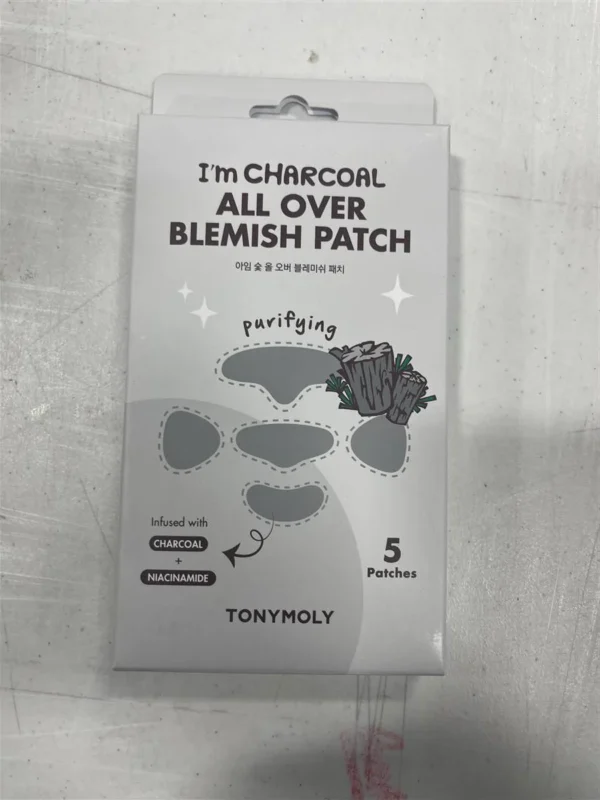 I'm CHARCOAL
ALL OVER
BLEMISH PATCH
아임 숯 올 오버 블레미쉬 패치
purifying
Infused with
CHARCOAL
+
NIACINAMIDE
5
Patches
TONYMOLY